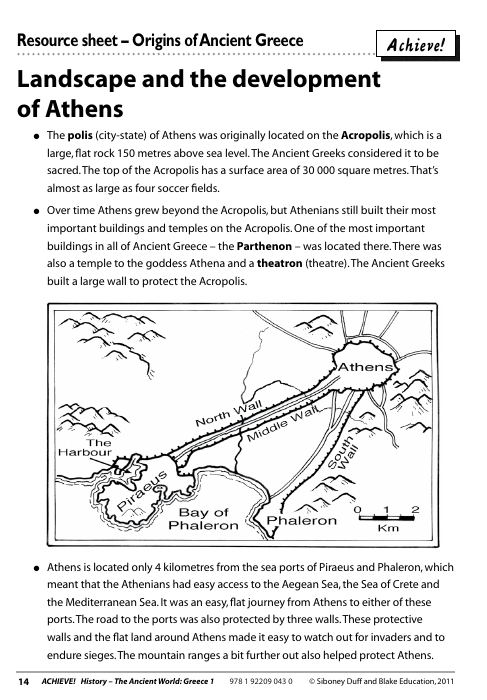 Resource sheet – Origins of Ancient Greece
Achieve!
Landscape and the development
of Athens
● The polis (city-state) of Athens was originally located on the Acropolis, which is a
large, flat rock 150 metres above sea level. The Ancient Greeks considered it to be
sacred. The top of the Acropolis has a surface area of 30 000 square metres. That's
almost as large as four soccer fields.
● Over time Athens grew beyond the Acropolis, but Athenians still built their most
important buildings and temples on the Acropolis. One of the most important
buildings in all of Ancient Greece – the Parthenon – was located there. There was
also a temple to the goddess Athena and a theatron (theatre). The Ancient Greeks
built a large wall to protect the Acropolis.
Athens
North Wall
Middle Wall
South
Wall
The
Harbour
Piraeus
Bay of
Phaleron
Phaleron
0 1 2
Km
● Athens is located only 4 kilometres from the sea ports of Piraeus and Phaleron, which
meant that the Athenians had easy access to the Aegean Sea, the Sea of Crete and
the Mediterranean Sea. It was an easy, flat journey from Athens to either of these
ports. The road to the ports was also protected by three walls. These protective
walls and the flat land around Athens made it easy to watch out for invaders and to
endure sieges. The mountain ranges a bit further out also helped protect Athens.
14 ACHIEVE! History – The Ancient World: Greece 1 978 1 92209 043 0 © Siboney Duff and Blake Education, 2011